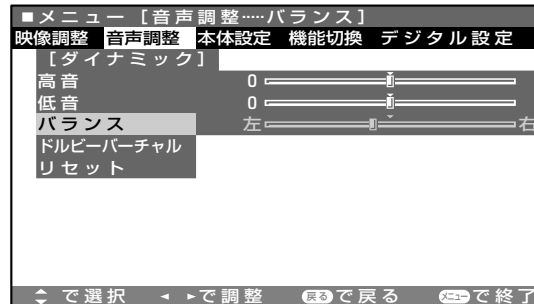 ■メニュー [音声調整……バランス]
映像調整 音声調整 本体設定 機能切換 デジタル設定
[ダイナミック]
高音 0
低音 0
バランス 左 右
ドルビーバーチャル
リセット
で選択 で調整 戻るで戻る メニューで終了